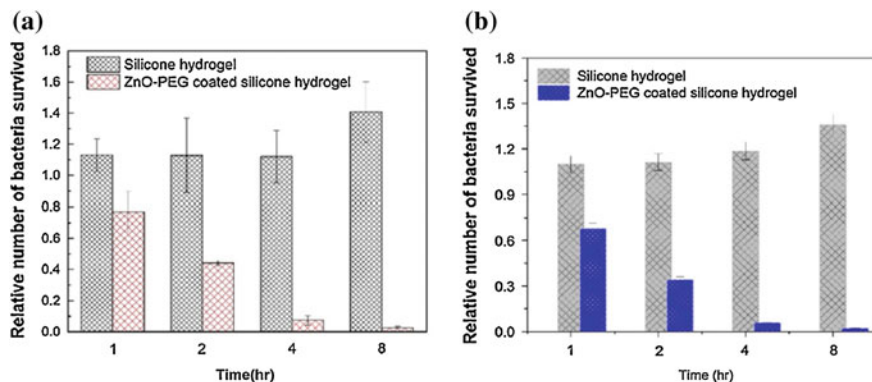 (a)
Relative number of bacteria survived
1.8
1.6
1.4
1.2
1.0
0.8
0.6
0.4
0.2
0.0
Silicone hydrogel
ZnO-PEG coated silicone hydrogel
1 2 4 8
Time(hr)
(b)
Relative number of bacteria survived
1.8
1.5
1.2
0.9
0.6
0.3
0.0
Silicone hydrogel
ZnO-PEG coated silicone hydrogel
1 2 4 8
Time (hr)